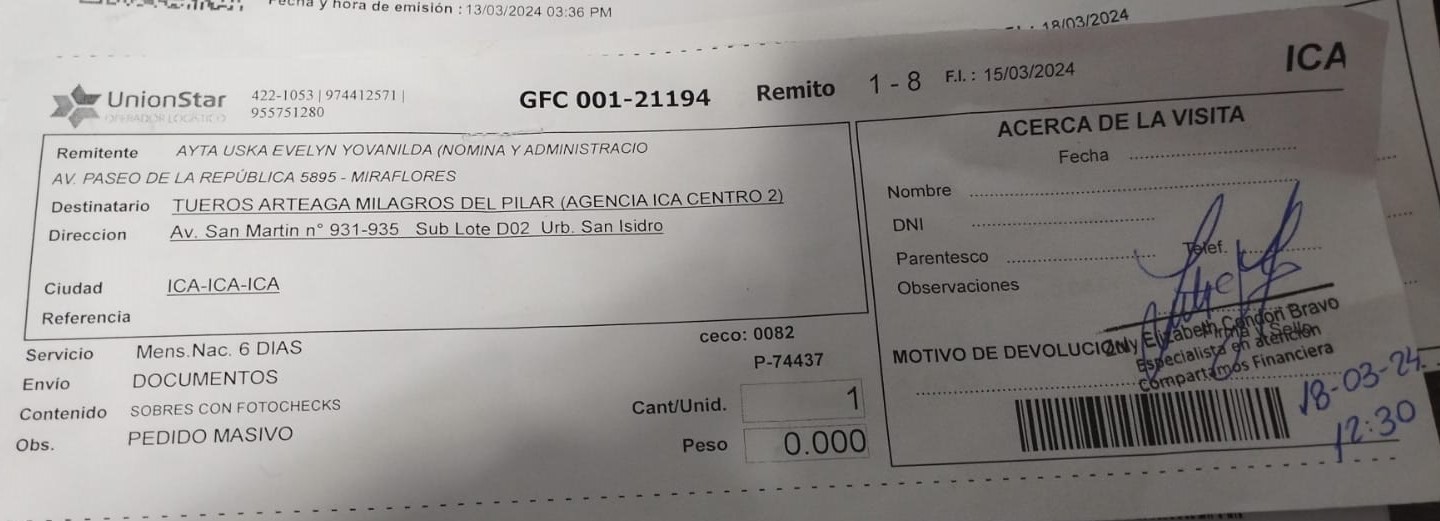 Fecha y hora de emisión : 13/03/2024 03:36 PM
18/03/2024
UnionStar
OPERADOR LOGÍSTICO
422-1053 | 974412571 |
955751280
GFC 001-21194
Remito 1 - 8
F.I. : 15/03/2024
ICA
Remitente AYTA USKA EVELYN YOVANILDA (NOMINA Y ADMINISTRACIO
AV. PASEO DE LA REPÚBLICA 5895 - MIRAFLORES
Destinatario TUEROS ARTEAGA MILAGROS DEL PILAR (AGENCIA ICA CENTRO 2)
Direccion Av. San Martin n° 931-935 Sub Lote D02 Urb. San Isidro
Ciudad ICA-ICA-ICA
Referencia
Servicio Mens.Nac. 6 DIAS
Envío DOCUMENTOS
Contenido SOBRES CON FOTOCHECKS
Obs. PEDIDO MASIVO
ceco: 0082
P-74437
Cant/Unid. 1
Peso 0.000
ACERCA DE LA VISITA
Fecha
Nombre
DNI
Parentesco Telef.
Observaciones
Firma y Sello
MOTIVO DE DEVOLUCIÓN
Elizabeth Condori Bravo
Especialista en atención
Compartamos Financiera
18-03-24.
12:30